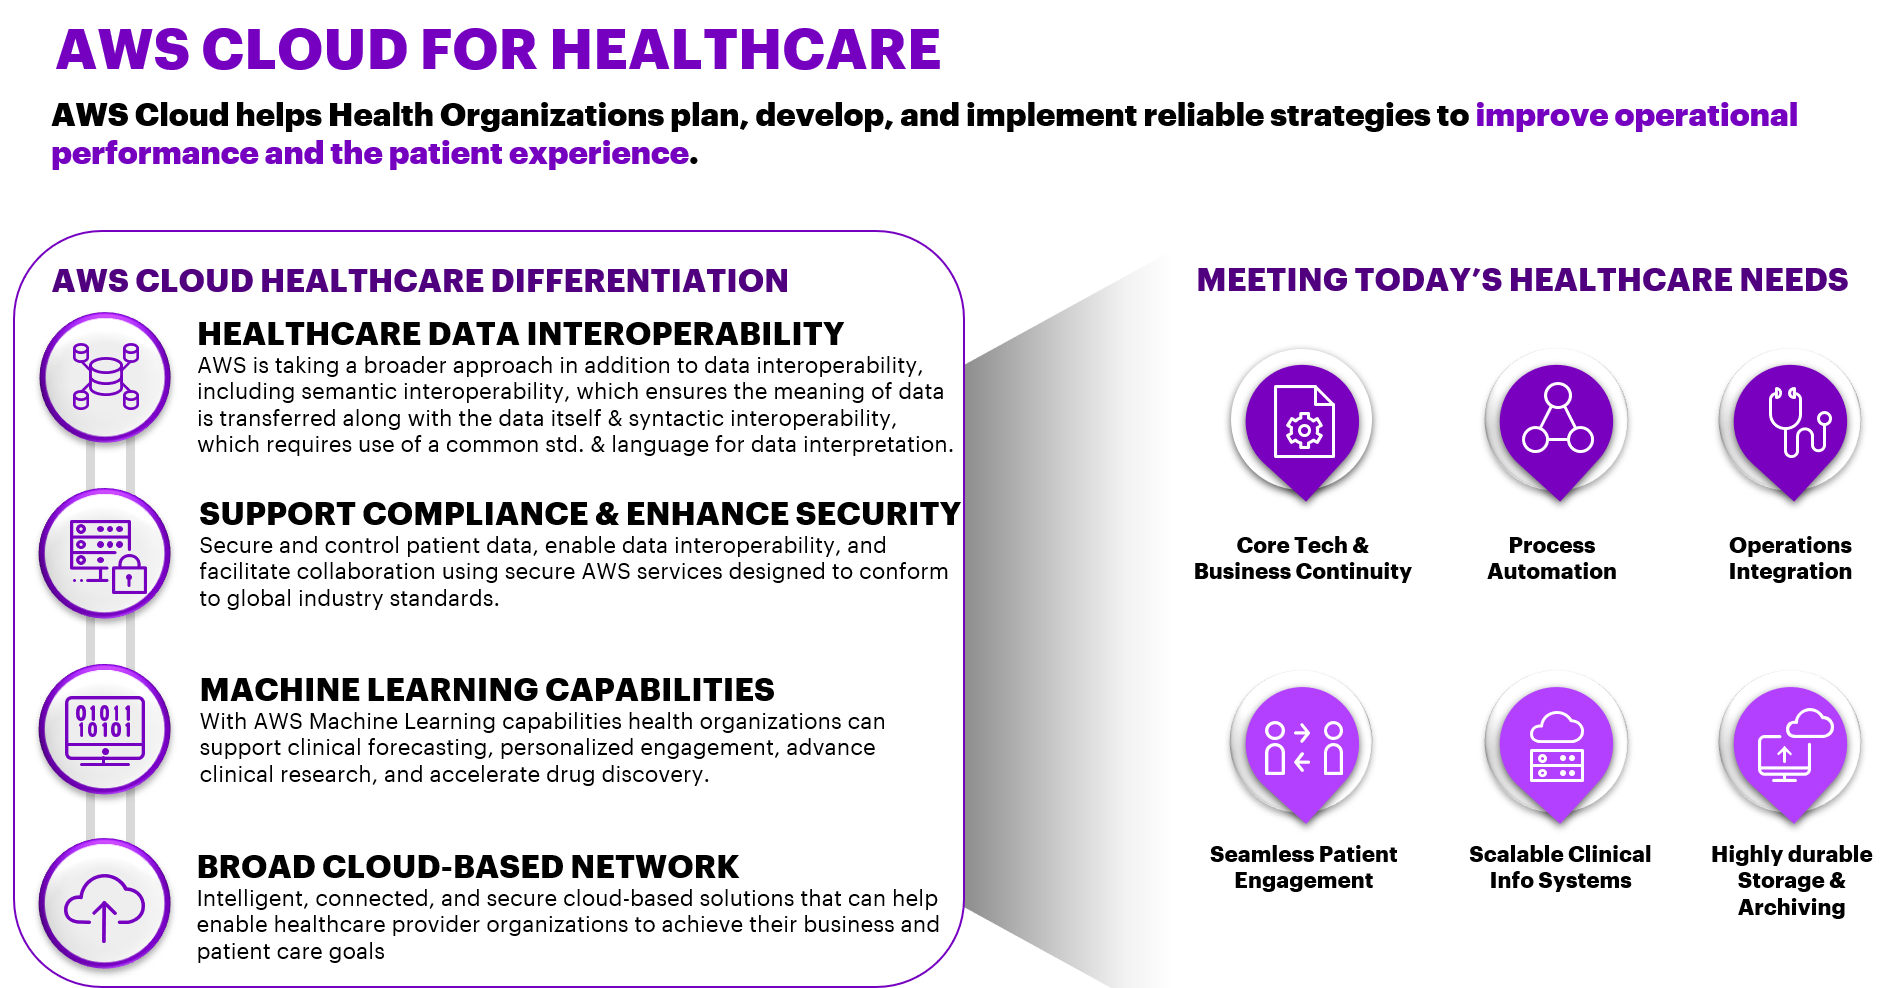 AWS CLOUD FOR HEALTHCARE
AWS Cloud helps Health Organizations plan, develop, and implement reliable strategies to improve operational
performance and the patient experience.
AWS CLOUD HEALTHCARE DIFFERENTIATION
HEALTHCARE DATA INTEROPERABILITY
AWS is taking a broader approach in addition to data interoperability,
including semantic interoperability, which ensures the meaning of data
is transferred along with the data itself & syntactic interoperability,
which requires use of a common std. & language for data interpretation.
SUPPORT COMPLIANCE & ENHANCE SECURITY
Secure and control patient data, enable data interoperability, and
facilitate collaboration using secure AWS services designed to conform
to global industry standards.
01011
10101
MACHINE LEARNING CAPABILITIES
With AWS Machine Learning capabilities health organizations can
support clinical forecasting, personalized engagement, advance
clinical research, and accelerate drug discovery.
BROAD CLOUD-BASED NETWORK
Intelligent, connected, and secure cloud-based solutions that can help
enable healthcare provider organizations to achieve their business and
patient care goals
MEETING TODAY'S HEALTHCARE NEEDS
Core Tech &
Business Continuity
Process
Automation
Operations
Integration
Seamless Patient
Engagement
Scalable Clinical
Info Systems
Highly durable
Storage &
Archiving